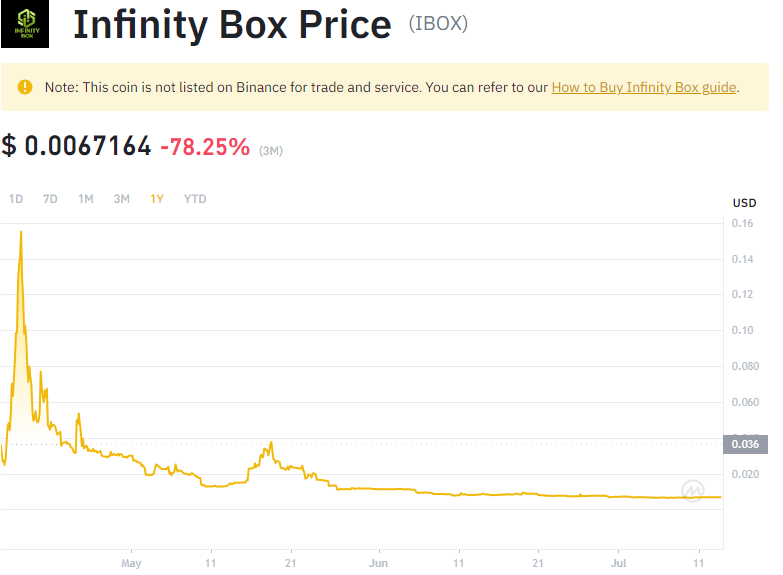 INFINITY
BOX
Infinity Box Price (IBOX)
Note: This coin is not listed on Binance for trade and service. You can refer to our How to Buy Infinity Box guide.
$ 0.0067164 -78.25% (3M)
1D 7D 1M 3M 1Y YTD
USD
0.16
0.14
0.12
0.10
0.080
0.060
0.036
0.020
May 11 21 Jun 11 21 Jul 11